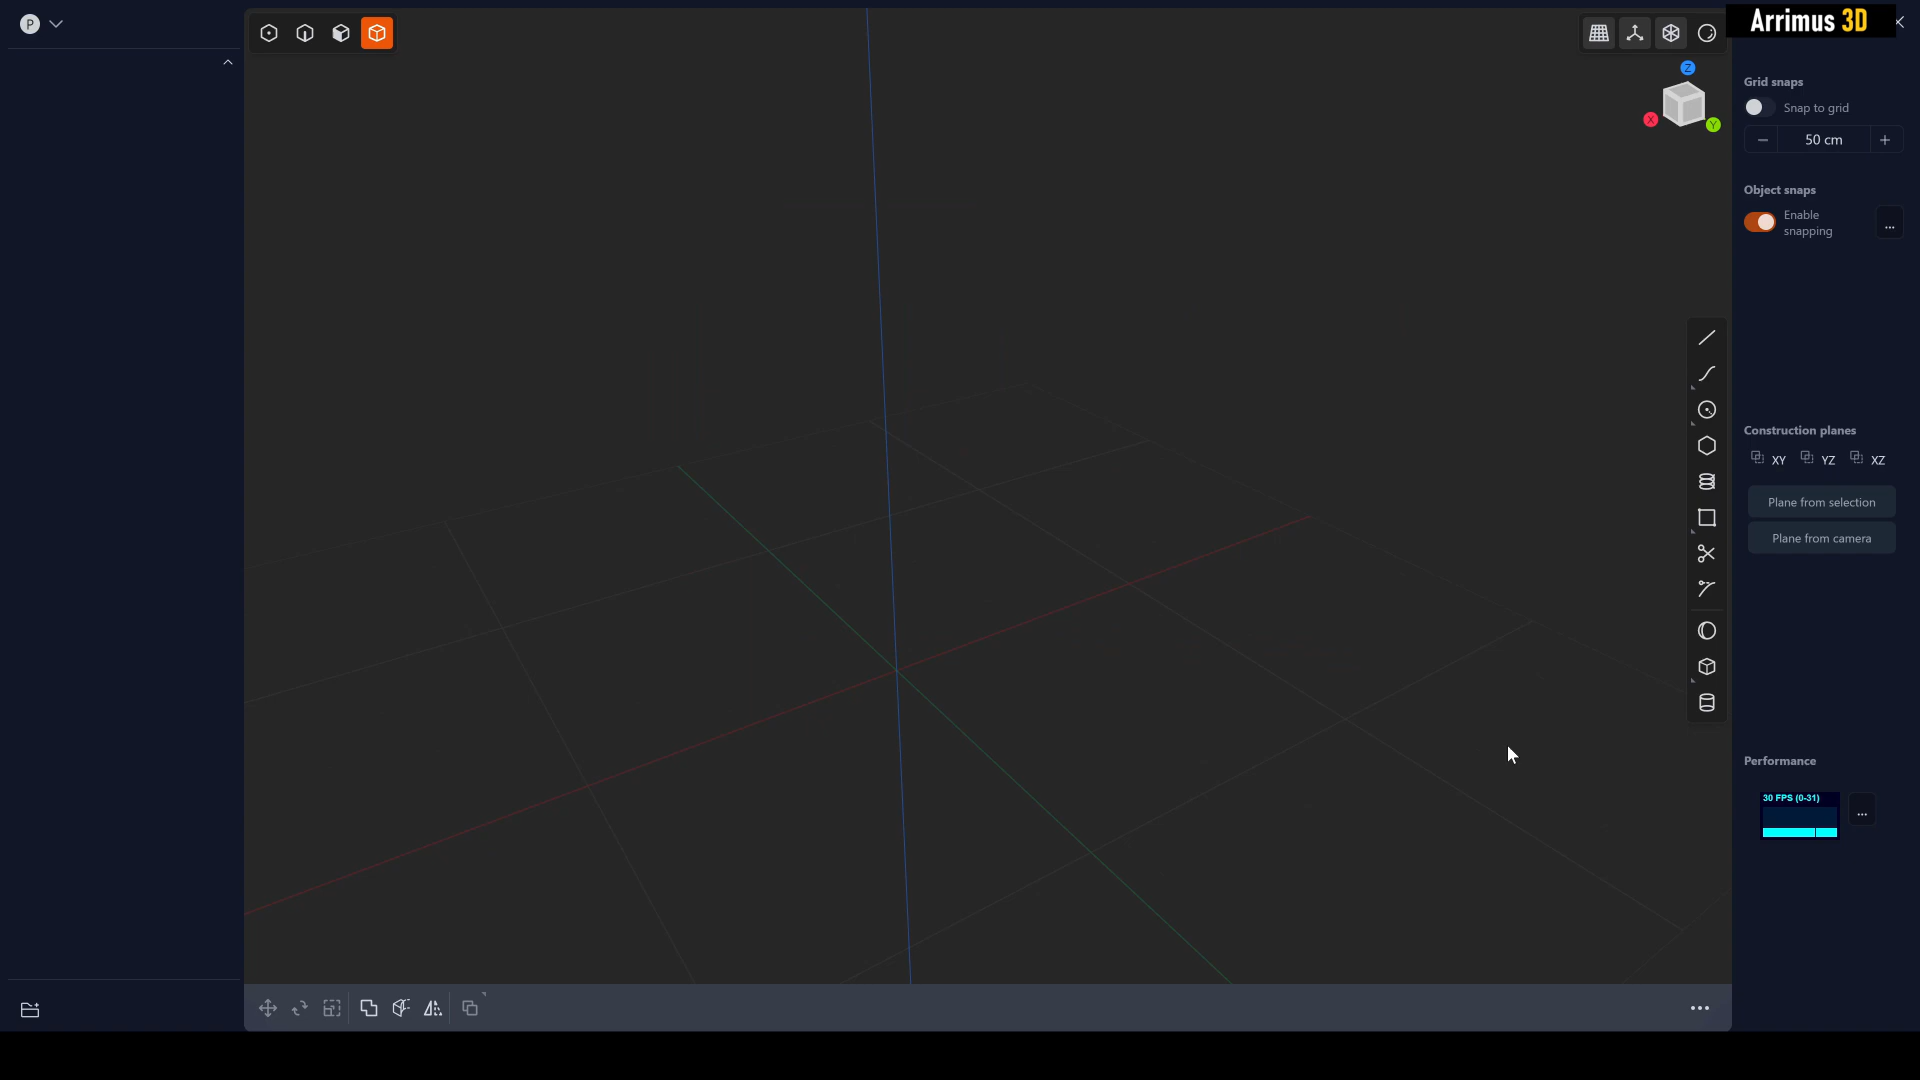 P
Arrimus 3D
Z
X
Y
Grid snaps
Snap to grid
50 cm
Object snaps
Enable
snapping
...
Construction planes
XY YZ XZ
Plane from selection
Plane from camera
Performance
30 FPS (0-31)
...